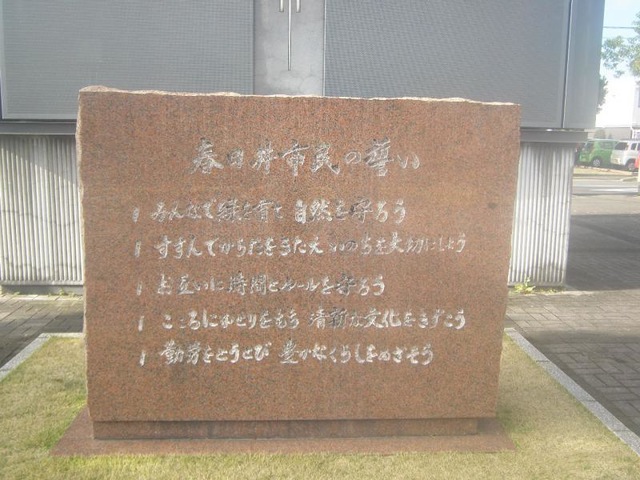 春日井市民の誓い
1 みんなで緑を育て 自然を守ろう
1 すすんでからだをきたえ いのちを大切にしよう
1 お互いに時間とルールを守ろう
1 こころにゆとりをもち 清新な文化をきずこう
1 勤労をとうとび 豊かなくらしをめざそう